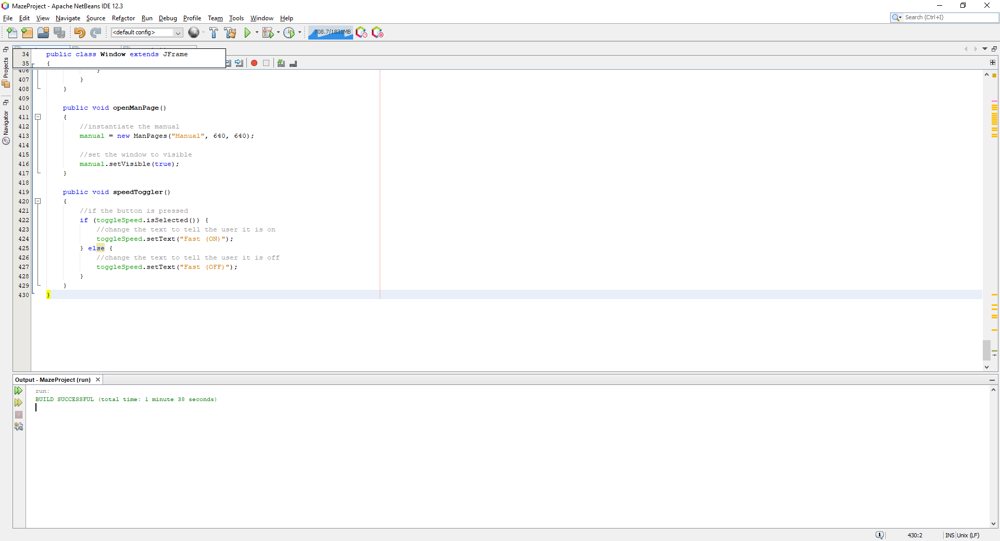 MazeProject - Apache NetBeans IDE 12.3
File Edit View Navigate Source Refactor Run Debug Profile Team Tools Window Help
Search (Ctrl+I)
<default config>
708.7/1831MB
34 public class Window extends JFrame
35 {
Projects
Navigator
406 }
407 }
408 }
409
410 public void openManPage()
411 {
412 //instantiate the manual
413 manual = new ManPages("Manual", 640, 640);
414
415 //set the window to visible
416 manual.setVisible(true);
417 }
418
419 public void speedToggler()
420 {
421 //if the button is pressed
422 if (toggleSpeed.isSelected()) {
423 //change the text to tell the user it is on
424 toggleSpeed.setText("Fast (ON)");
425 } else {
426 //change the text to tell the user it is off
427 toggleSpeed.setText("Fast (OFF)");
428 }
429 }
430 }
Output - MazeProject (run)
run:
BUILD SUCCESSFUL (total time: 1 minute 38 seconds)
1
430:2
INS Unix (LF)